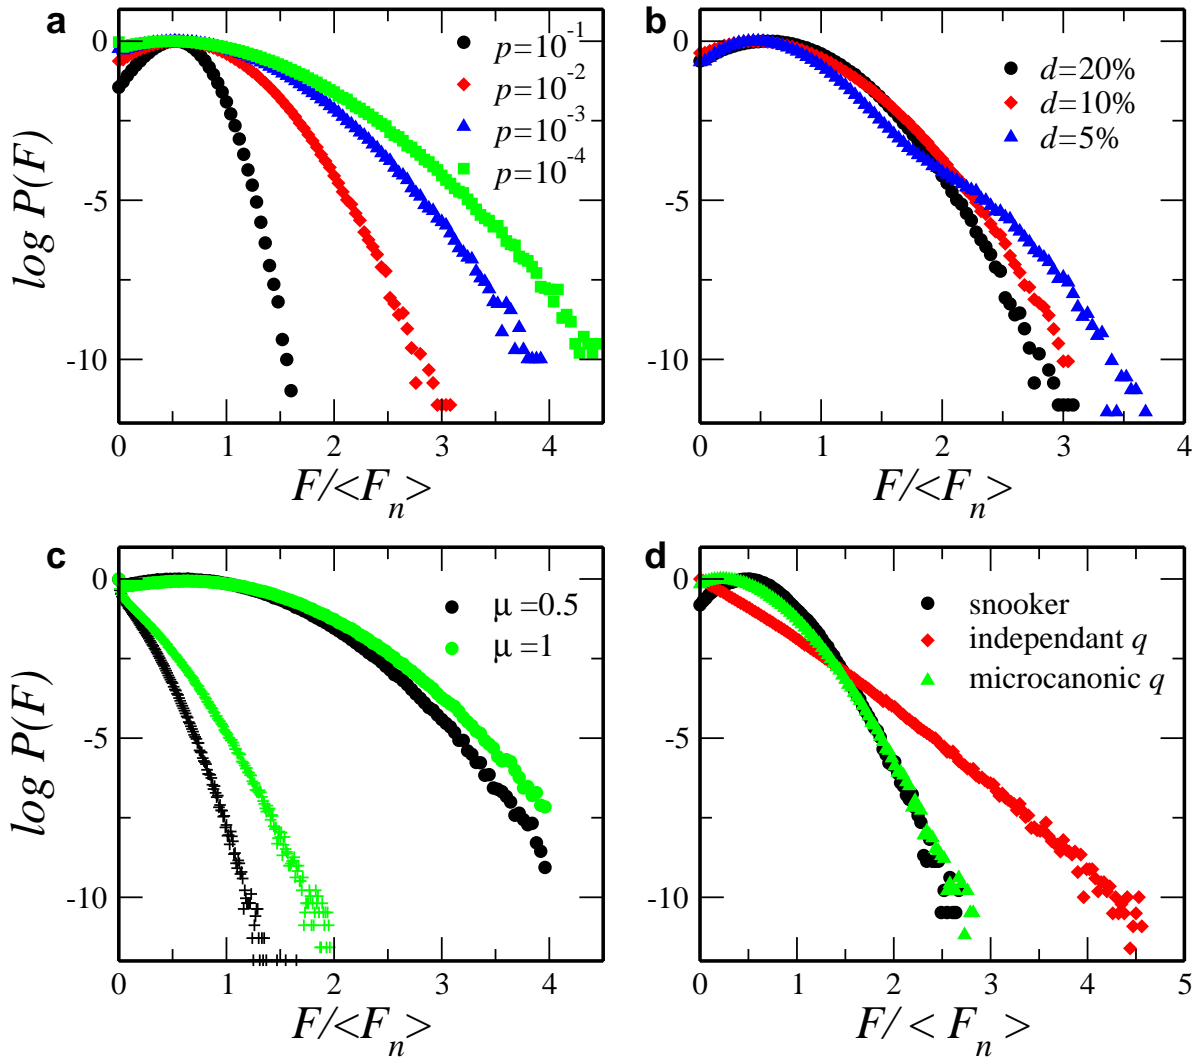 a
log P(F)
0
-5
-10
p=10^-1
p=10^-2
p=10^-3
p=10^-4
0 1 2 3 4
F/<F_n>
b
0
-5
-10
d=20%
d=10%
d=5%
0 1 2 3 4
F/<F_n>
c
log P(F)
0
-5
-10
μ =0.5
μ =1
0 1 2 3 4
F/<F_n>
d
0
-5
-10
snooker
independant q
microcanonic q
0 1 2 3 4 5
F/< F_n>